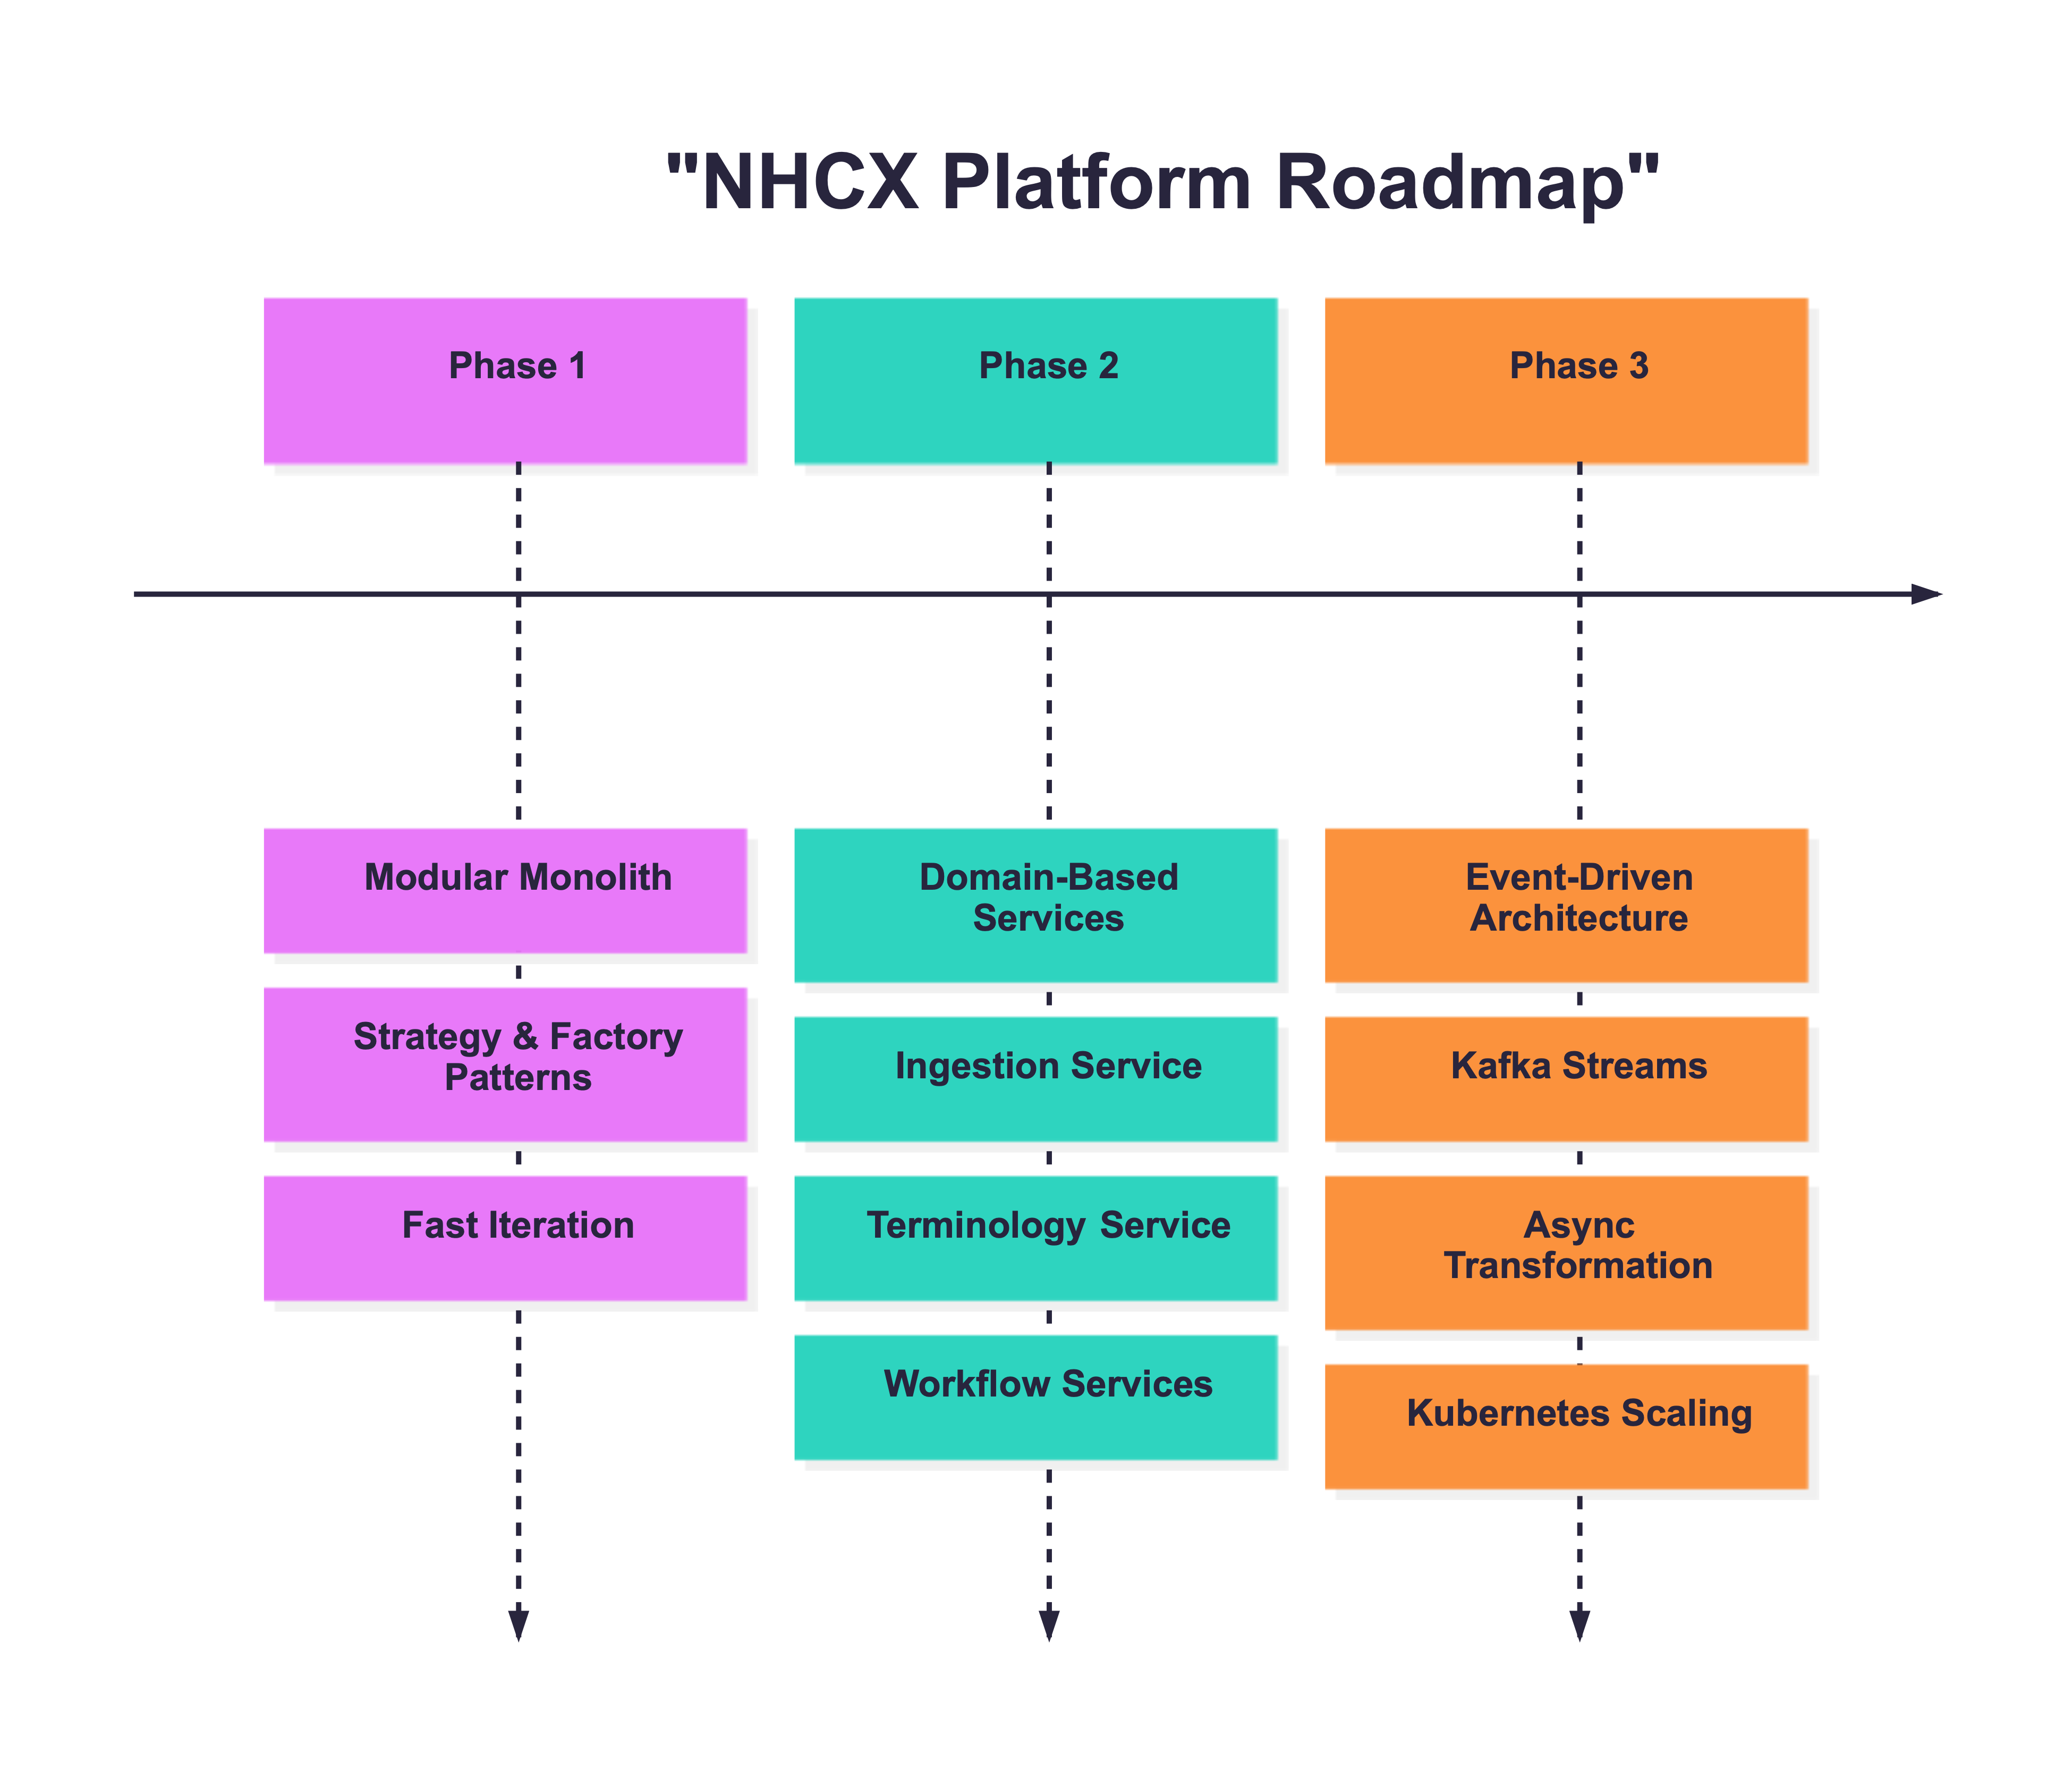 "NHCX Platform Roadmap"
Phase 1
Phase 2
Phase 3
Modular Monolith
Strategy & Factory
Patterns
Fast Iteration
Domain-Based
Services
Ingestion Service
Terminology Service
Workflow Services
Event-Driven
Architecture
Kafka Streams
Async
Transformation
Kubernetes Scaling